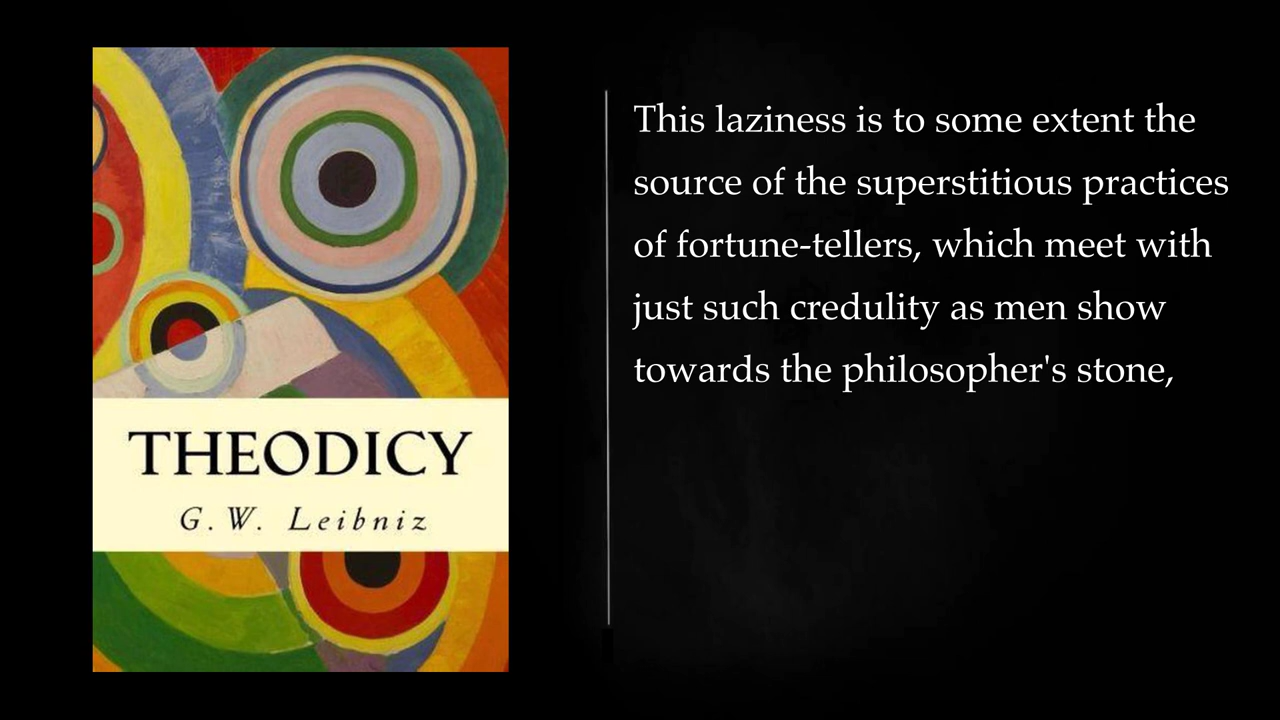 THEODICY
G. W. Leibniz
This laziness is to some extent the
source of the superstitious practices
of fortune-tellers, which meet with
just such credulity as men show
towards the philosopher's stone,